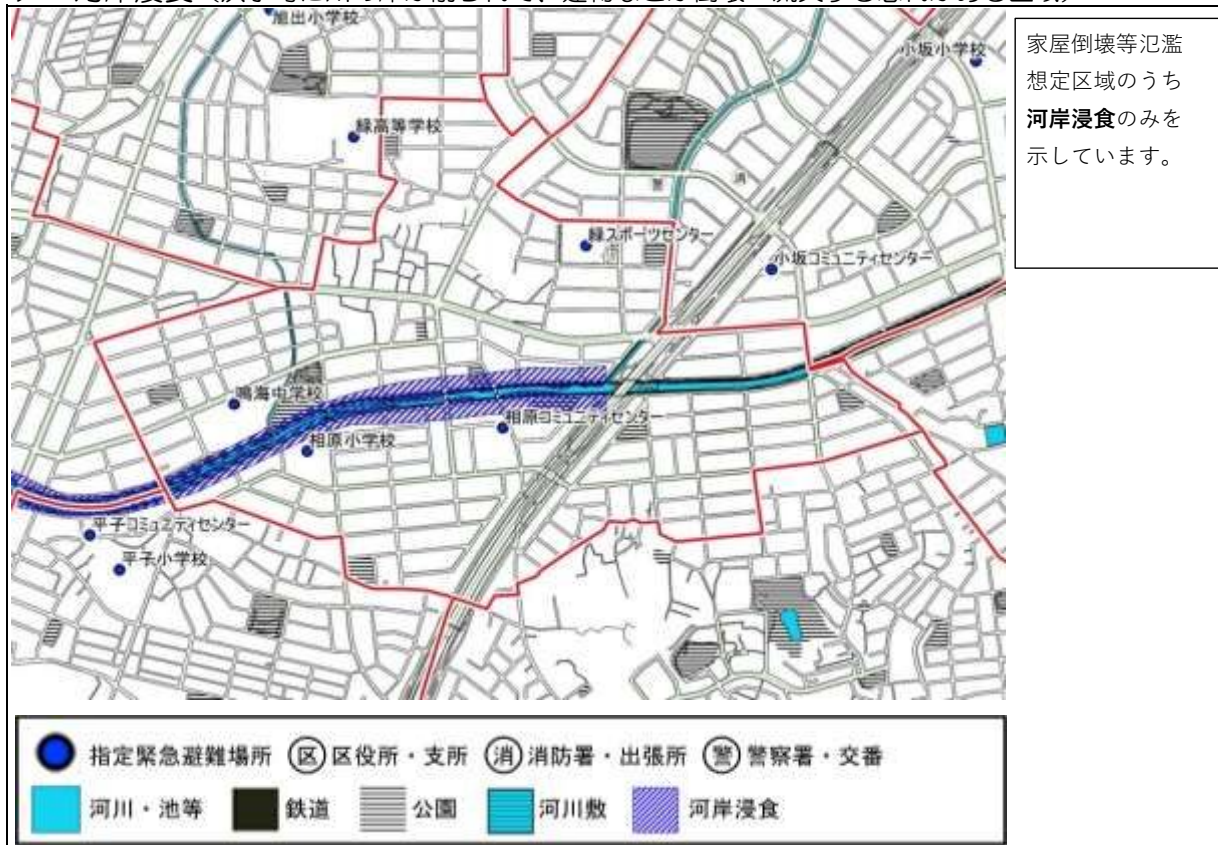 家屋倒壊等氾濫
想定区域のうち
河岸浸食のみを
示しています。
旭出小学校
小坂小学校
緑高等学校
警
消
緑スポーツセンター
小坂コミュニティセンター
鳴海中学校
相原コミュニティセンター
相原小学校
平子コミュニティセンター
平子小学校
指定緊急避難場所 区 区役所・支所 消 消防署・出張所 警 警察署・交番
河川・池等 鉄道 公園 河川敷 河岸浸食